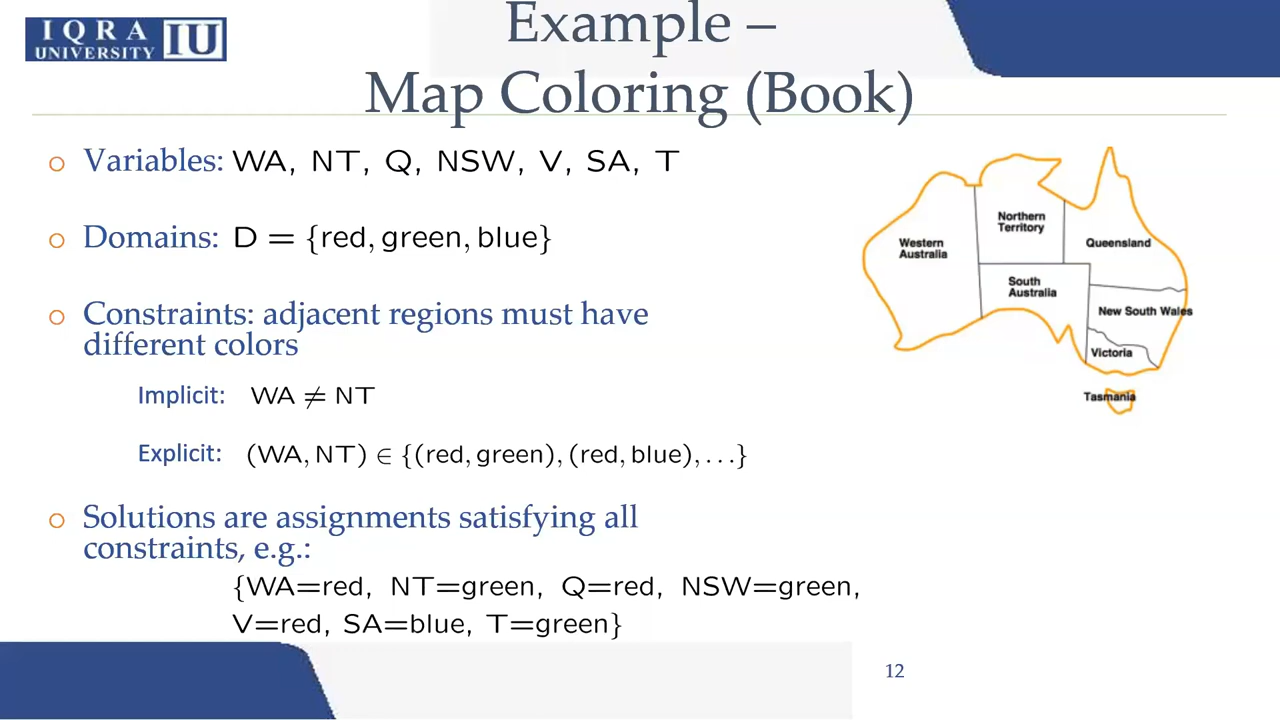 IQRA
UNIVERSITY IU
Example –
Map Coloring (Book)
o Variables: WA, NT, Q, NSW, V, SA, T
o Domains: D = {red, green, blue}
o Constraints: adjacent regions must have
different colors
Implicit: WA ≠ NT
Explicit: (WA, NT) ∈ {(red, green), (red, blue), . . .}
o Solutions are assignments satisfying all
constraints, e.g.:
{WA=red, NT=green, Q=red, NSW=green,
V=red, SA=blue, T=green}
Northern
Territory
Western
Australia
Queensland
South
Australia
New South Wales
Victoria
Tasmania
12